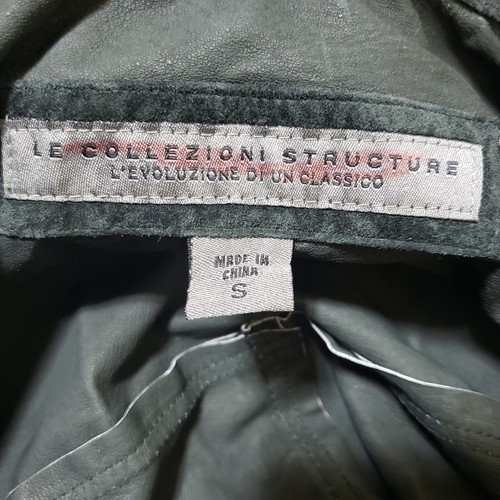 LE COLLEZIONI STRUCTURE
L'EVOLUZIONE DI UN CLASSICO
MADE IN
CHINA
S